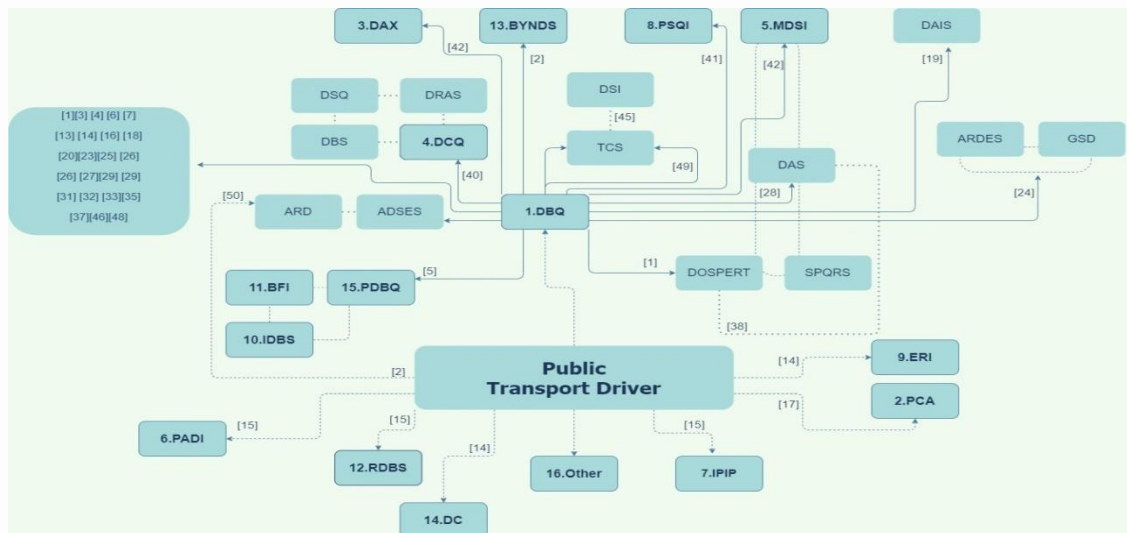 3.DAX
13.BYNDS
8.PSQI
5.MDSI
DAIS
[42]
[2]
[41]
[42]
[19]
DSQ
DRAS
DSI
[45]
[1][3] [4] [6] [7]
[13] [14] [16] [18]
[20][23][25] [26]
[26] [27][29] [29]
[31] [32] [33][35]
[37][46][48]
DBS
4.DCQ
TCS
ARDES
GSD
[40]
[49]
DAS
[28]
[24]
[50]
ARD
ADSES
1.DBQ
[5]
[1]
DOSPERT
SPQRS
11.BFI
15.PDBQ
10.IDBS
[38]
Public
Transport Driver
[2]
[14]
9.ERI
[17]
2.PCA
[15]
6.PADI
[15]
12.RDBS
[14]
14.DC
16.Other
[15]
7.IPIP